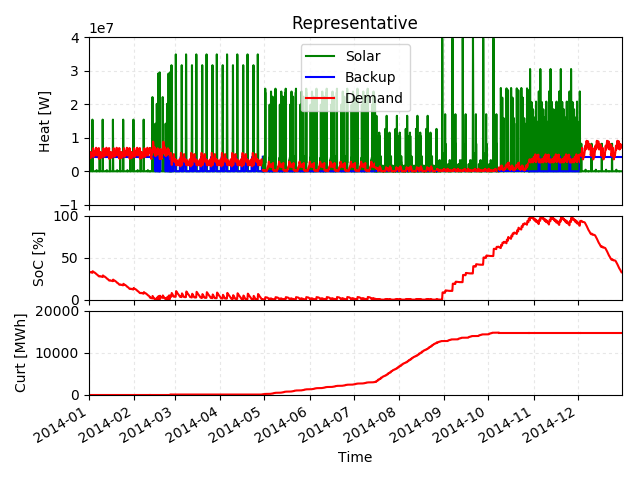 Representative
1e7
4
3
2
1
0
−1
Heat [W]
Solar
Backup
Demand
100
50
0
SoC [%]
20000
10000
0
Curt [MWh]
2014-01
2014-02
2014-03
2014-04
2014-05
2014-06
2014-07
2014-08
2014-09
2014-10
2014-11
2014-12
Time